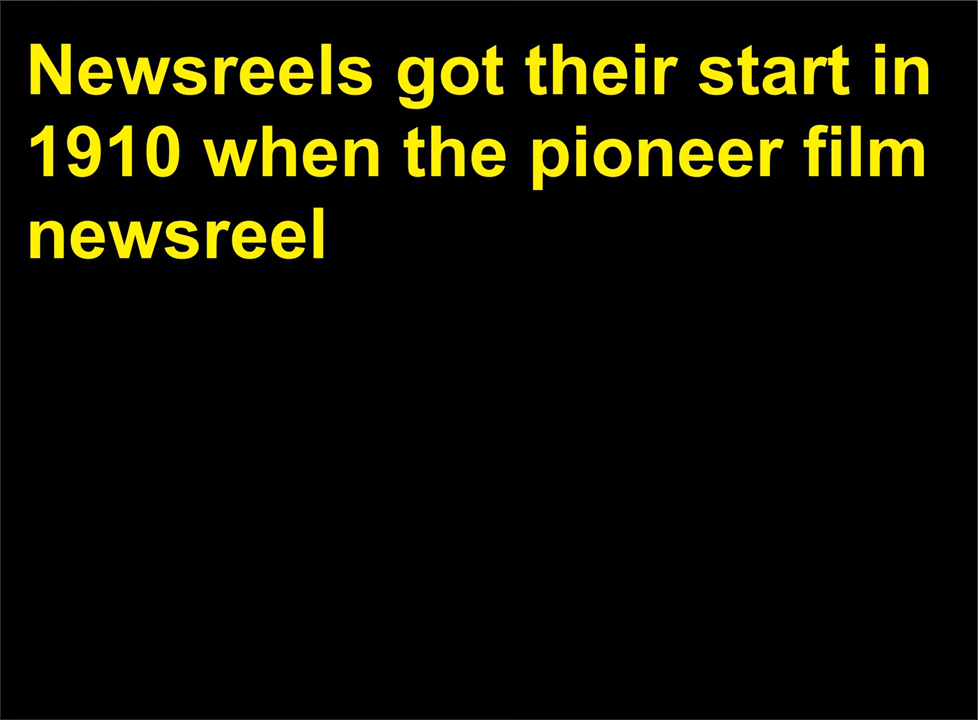 Newsreels got their start in
1910 when the pioneer film
newsreel